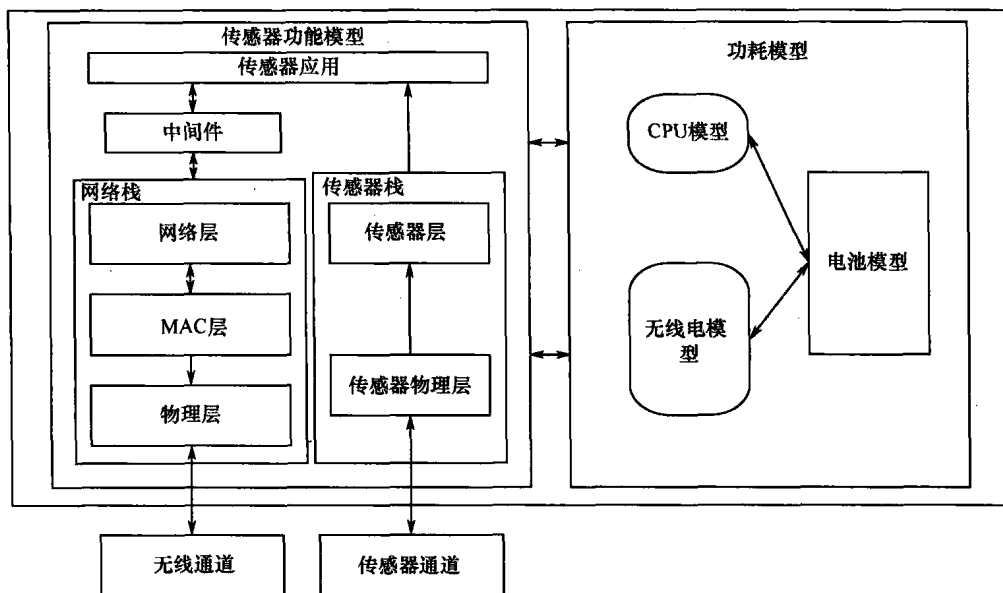 传感器功能模型
传感器应用
中间件
网络栈
网络层
MAC层
物理层
传感器栈
传感器层
传感器物理层
功耗模型
CPU模型
无线电模
型
电池模型
无线通道
传感器通道